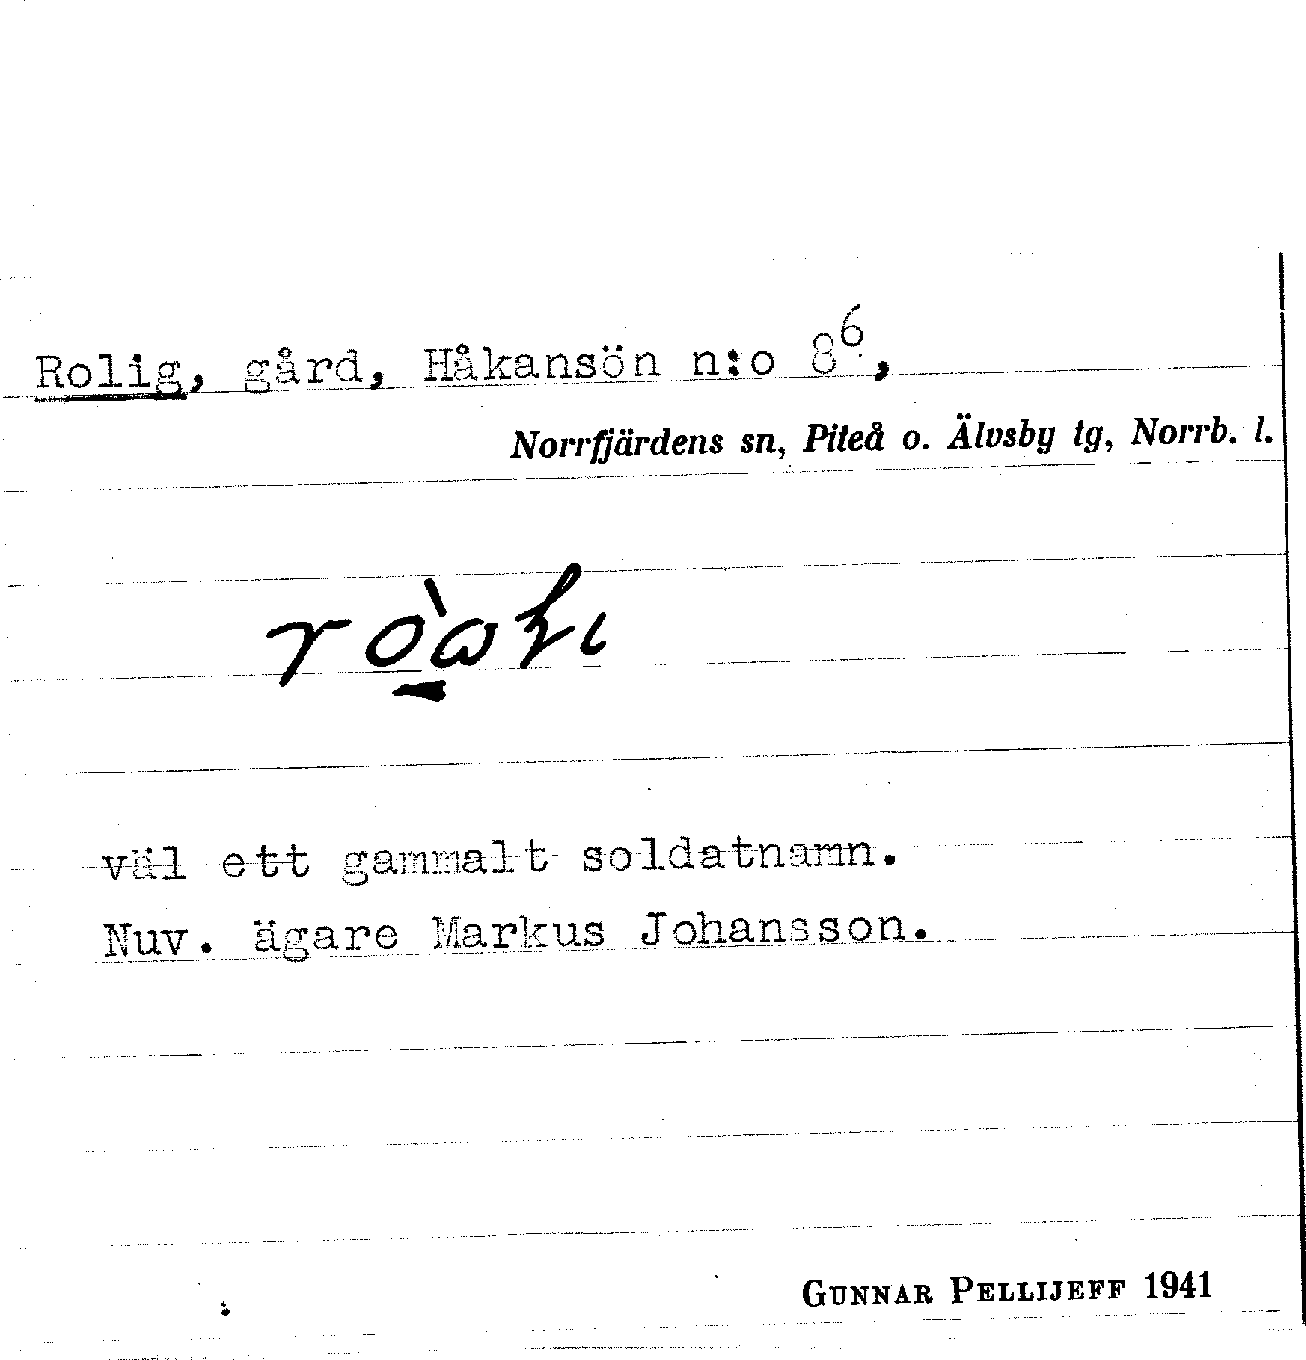 Rolig, gård, Håkansön n:o 8⁶,
Norrfjärdens sn, Piteå o. Älvsby tg, Norrb. l.
väl ett gammalt soldatnamn.
Nuv. ägare Markus Johansson.
GUNNAR PELLIJEFF 1941